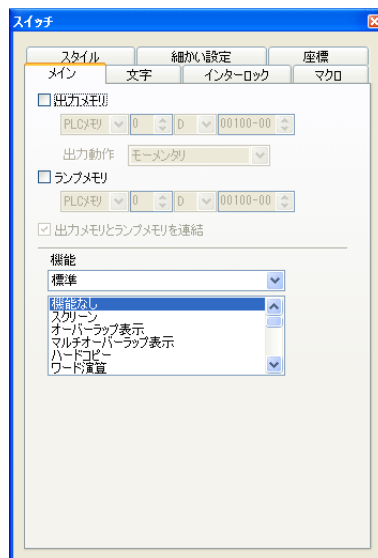 スイッチ
スタイル 細かい設定 座標
メイン 文字 インターロック マクロ
出力メモリ
PLCメモリ 0 D 00100-00
出力動作 モーメンタリ
ランプメモリ
PLCメモリ 0 D 00100-00
出力メモリとランプメモリを連結
機能
標準
機能なし
スクリーン
オーバーラップ表示
マルチオーバーラップ表示
ハードコピー
ワード演算